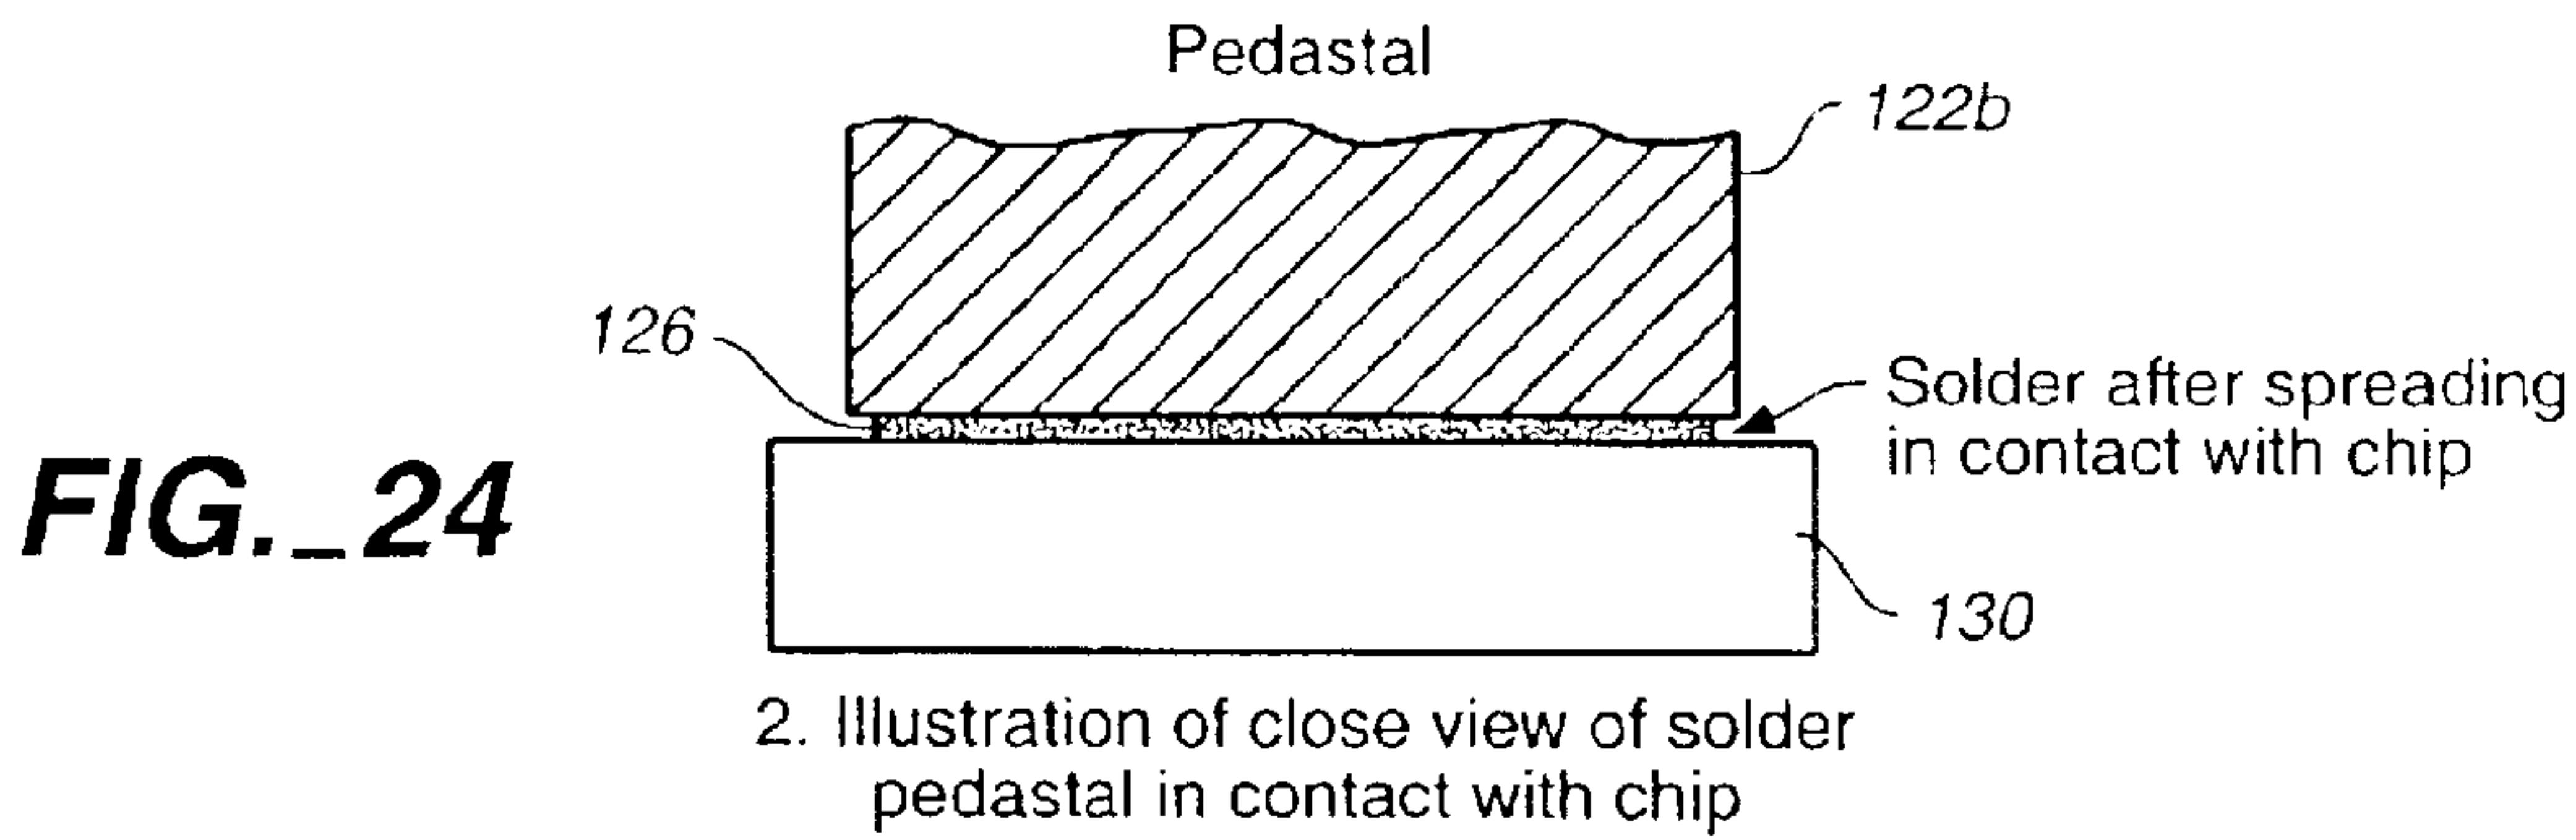 Pedastal
122b
126
Solder after spreading
in contact with chip
FIG._24
130
2. Illustration of close view of solder
pedastal in contact with chip